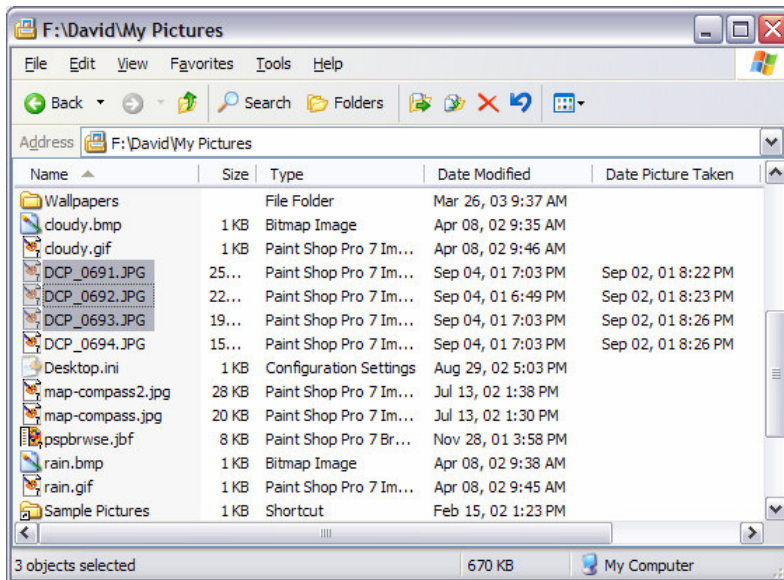 F:\David\My Pictures
File Edit View Favorites Tools Help
Back Search Folders
Address F:\David\My Pictures
Name Size Type Date Modified Date Picture Taken
Wallpapers File Folder Mar 26, 03 9:37 AM
cloudy.bmp 1 KB Bitmap Image Apr 08, 02 9:35 AM
cloudy.gif 1 KB Paint Shop Pro 7 Im... Apr 08, 02 9:46 AM
DCP_0691.JPG 25... Paint Shop Pro 7 Im... Sep 04, 01 7:03 PM Sep 02, 01 8:22 PM
DCP_0692.JPG 22... Paint Shop Pro 7 Im... Sep 04, 01 6:49 PM Sep 02, 01 8:23 PM
DCP_0693.JPG 19... Paint Shop Pro 7 Im... Sep 04, 01 7:03 PM Sep 02, 01 8:26 PM
DCP_0694.JPG 15... Paint Shop Pro 7 Im... Sep 04, 01 7:03 PM Sep 02, 01 8:26 PM
Desktop.ini 1 KB Configuration Settings Aug 29, 02 5:03 PM
map-compass2.jpg 28 KB Paint Shop Pro 7 Im... Jul 13, 02 1:38 PM
map-compass.jpg 20 KB Paint Shop Pro 7 Im... Jul 13, 02 1:30 PM
pspbrwse.jbf 8 KB Paint Shop Pro 7 Br... Nov 28, 01 3:58 PM
rain.bmp 1 KB Bitmap Image Apr 08, 02 9:38 AM
rain.gif 1 KB Paint Shop Pro 7 Im... Apr 08, 02 9:45 AM
Sample Pictures 1 KB Shortcut Feb 15, 02 1:23 PM
3 objects selected 670 KB My Computer